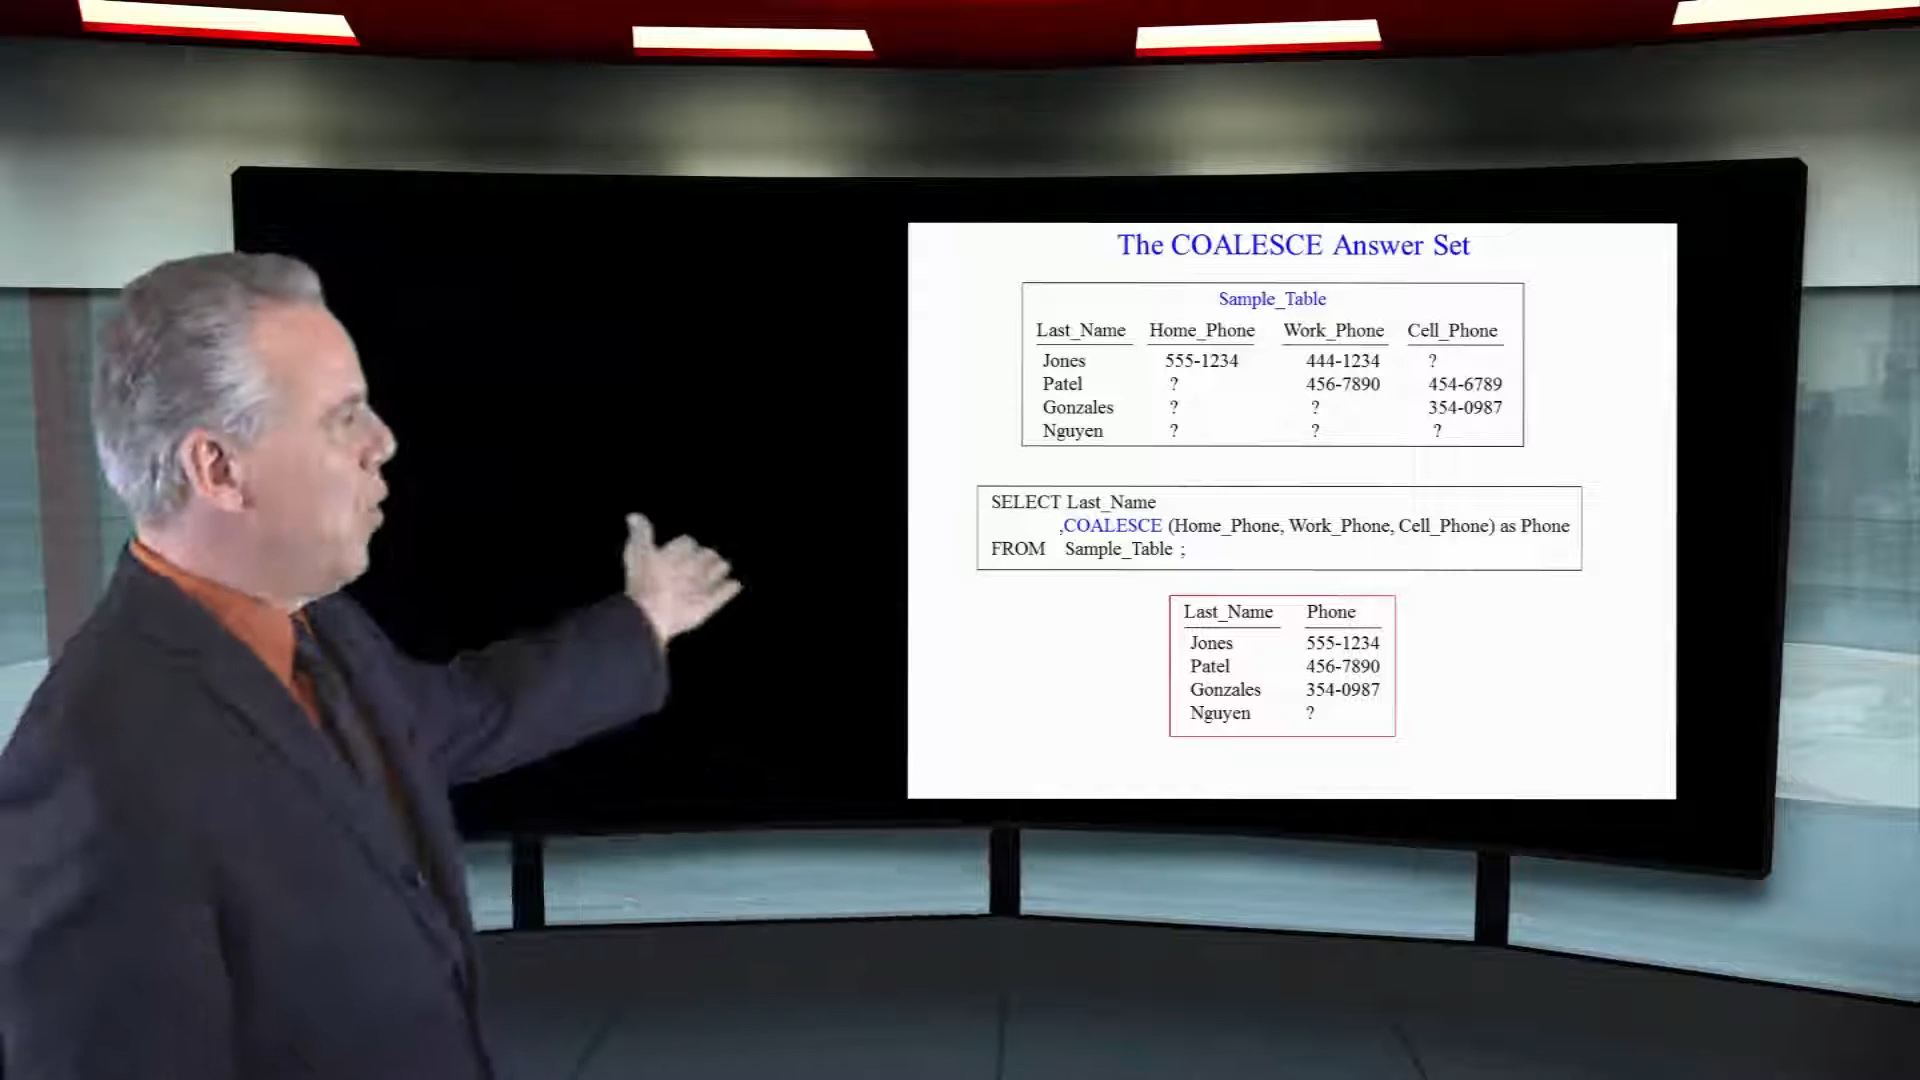 The COALESCE Answer Set
Sample_Table
Last_Name Home_Phone Work_Phone Cell_Phone
Jones 555-1234 444-1234 ?
Patel ? 456-7890 454-6789
Gonzales ? ? 354-0987
Nguyen ? ? ?
SELECT Last_Name
,COALESCE (Home_Phone, Work_Phone, Cell_Phone) as Phone
FROM Sample_Table ;
Last_Name Phone
Jones 555-1234
Patel 456-7890
Gonzales 354-0987
Nguyen ?